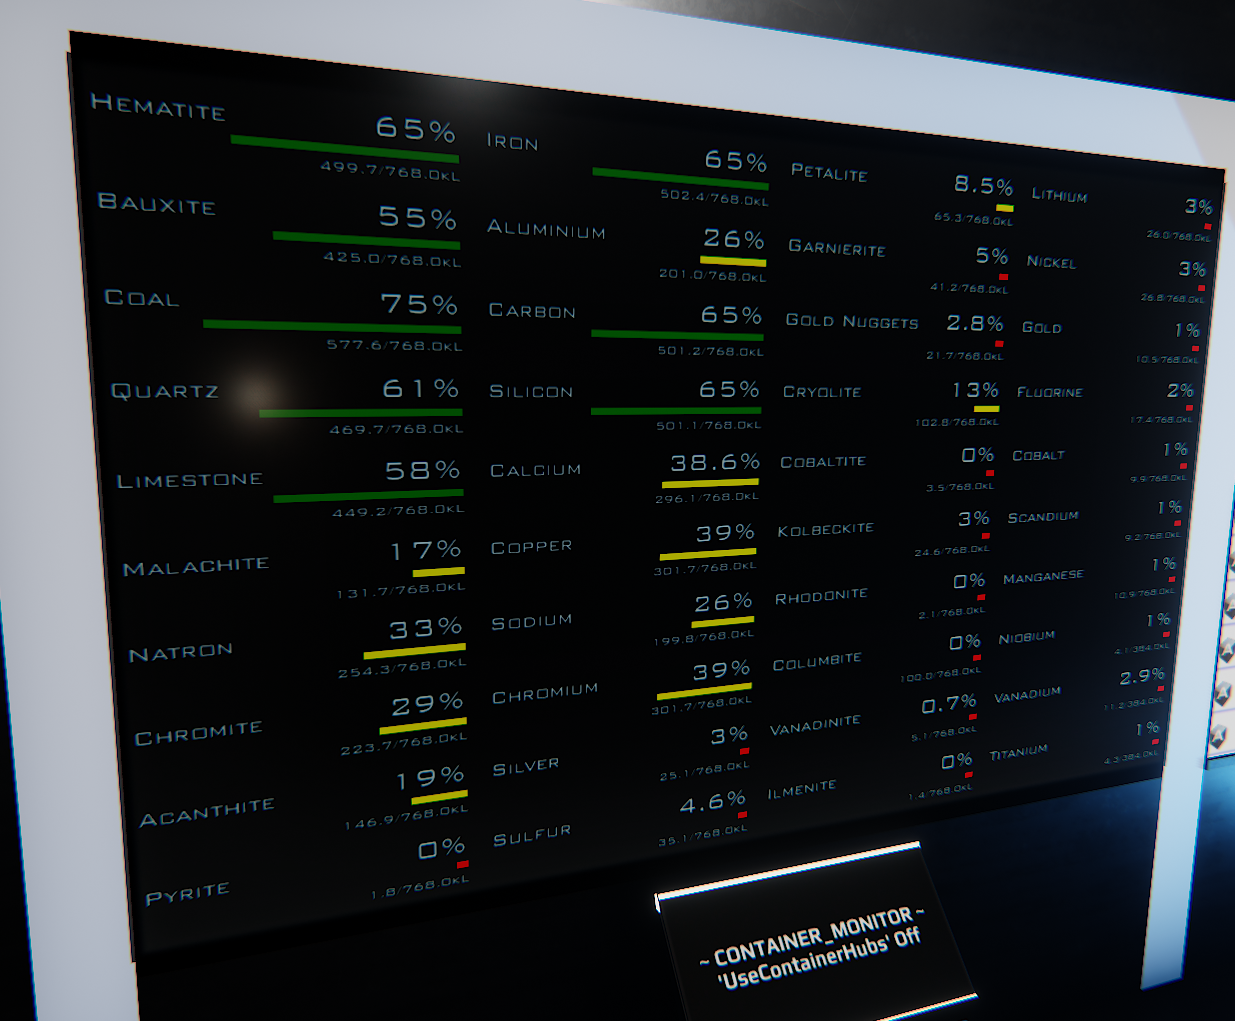 HEMATITE
65%
499.7/768.0KL
IRON
65%
502.4/768.0KL
PETALITE
8.5%
65.3/768.0KL
LITHIUM
3%
26.0/768.0KL
BAUXITE
55%
425.0/768.0KL
ALUMINIUM
26%
201.0/768.0KL
GARNIERITE
5%
41.2/768.0KL
NICKEL
3%
26.8/768.0KL
COAL
75%
577.6/768.0KL
CARBON
65%
501.2/768.0KL
GOLD NUGGETS
2.8%
21.7/768.0KL
GOLD
1%
10.5/768.0KL
QUARTZ
61%
469.7/768.0KL
SILICON
65%
501.1/768.0KL
CRYOLITE
13%
102.8/768.0KL
FLUORINE
2%
17.4/768.0KL
LIMESTONE
58%
449.2/768.0KL
CALCIUM
38.6%
296.1/768.0KL
COBALTITE
0%
3.5/768.0KL
COBALT
1%
9.9/768.0KL
MALACHITE
17%
131.7/768.0KL
COPPER
39%
301.7/768.0KL
KOLBECKITE
3%
24.6/768.0KL
SCANDIUM
1%
9.2/768.0KL
NATRON
33%
254.3/768.0KL
SODIUM
26%
199.8/768.0KL
RHODONITE
0%
2.1/768.0KL
MANGANESE
1%
10.9/768.0KL
CHROMITE
29%
223.7/768.0KL
CHROMIUM
39%
301.7/768.0KL
COLUMBITE
0%
100.0/768.0KL
NIOBIUM
1%
4.1/384.0KL
ACANTHITE
19%
146.9/768.0KL
SILVER
3%
25.1/768.0KL
VANADINITE
0.7%
5.1/768.0KL
VANADIUM
2.9%
11.2/384.0KL
PYRITE
0%
1.8/768.0KL
SULFUR
4.6%
35.1/768.0KL
ILMENITE
0%
1.4/768.0KL
TITANIUM
1%
4.3/384.0KL
~ CONTAINER_MONITOR ~
'UseContainerHubs' Off